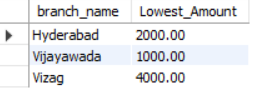 branch_name Lowest_Amount
Hyderabad 2000.00
Vijayawada 1000.00
Vizag 4000.00